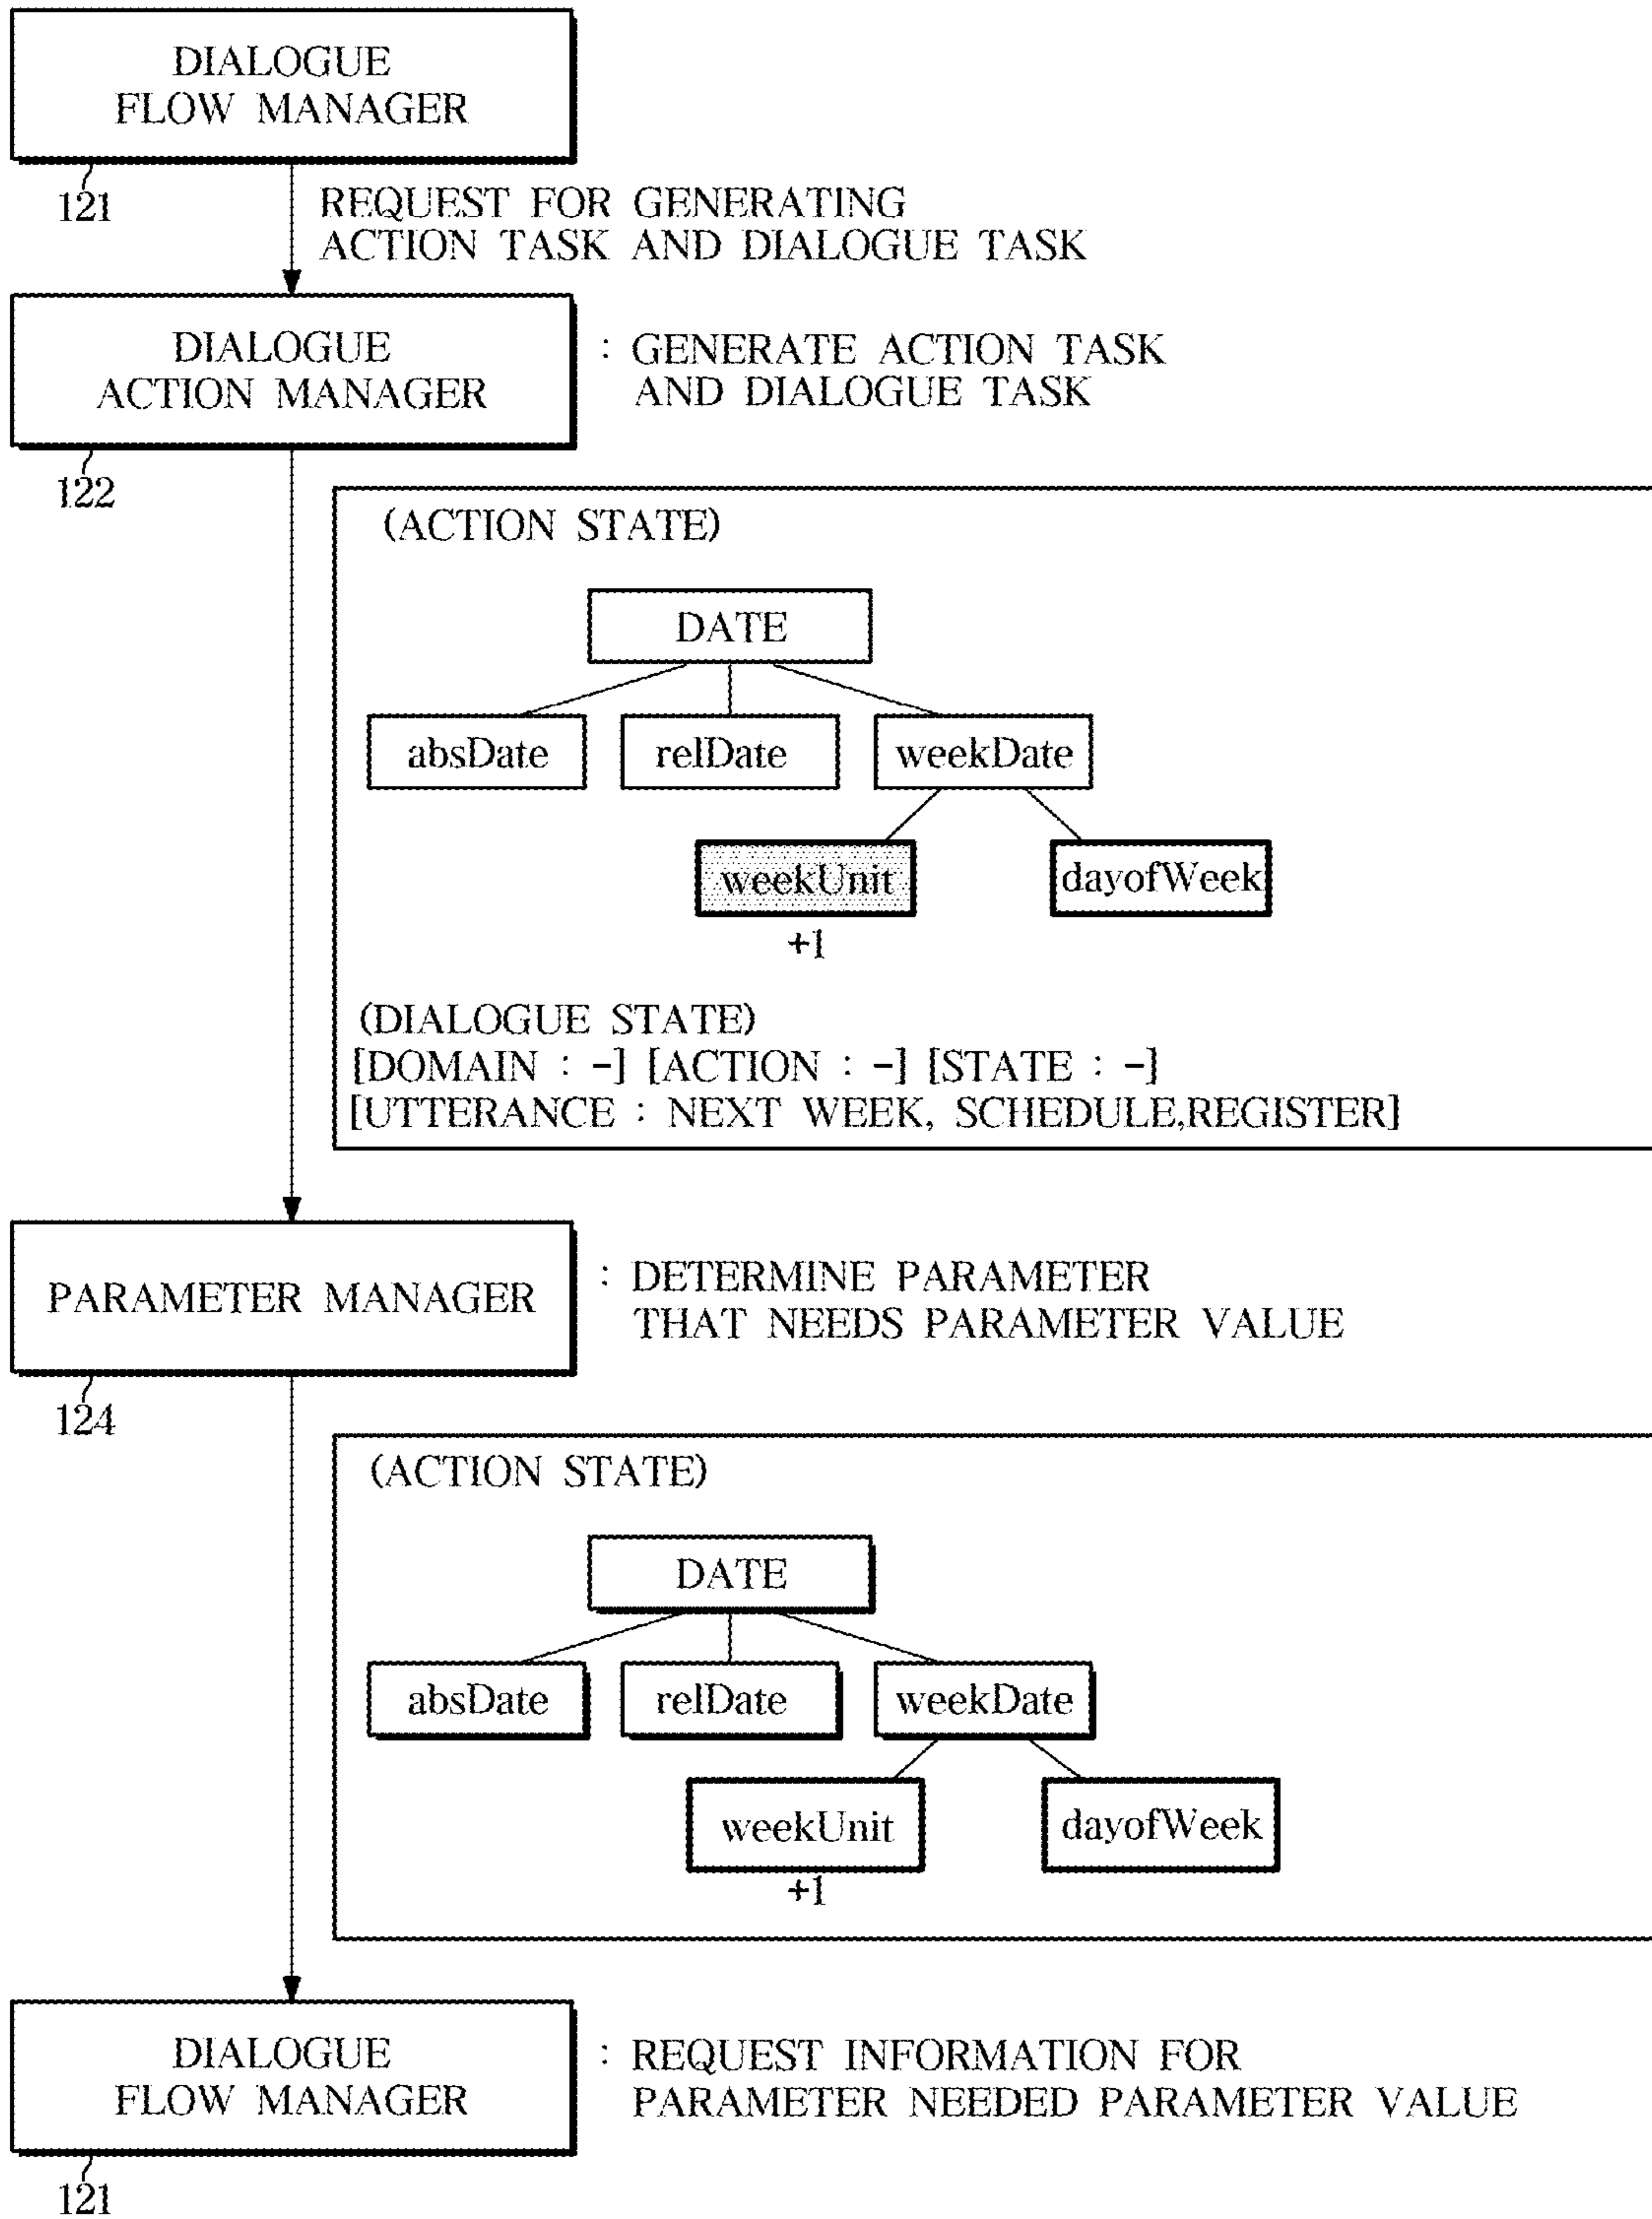 DIALOGUE
FLOW MANAGER
121
REQUEST FOR GENERATING
ACTION TASK AND DIALOGUE TASK
DIALOGUE
ACTION MANAGER
: GENERATE ACTION TASK
AND DIALOGUE TASK
122
(ACTION STATE)
DATE
absDate
relDate
weekDate
weekUnit
dayofWeek
+1
(DIALOGUE STATE)
[DOMAIN : -] [ACTION : -] [STATE : -]
[UTTERANCE : NEXT WEEK, SCHEDULE,REGISTER]
PARAMETER MANAGER
: DETERMINE PARAMETER
THAT NEEDS PARAMETER VALUE
124
(ACTION STATE)
DATE
absDate
relDate
weekDate
weekUnit
dayofWeek
+1
DIALOGUE
FLOW MANAGER
: REQUEST INFORMATION FOR
PARAMETER NEEDED PARAMETER VALUE
121